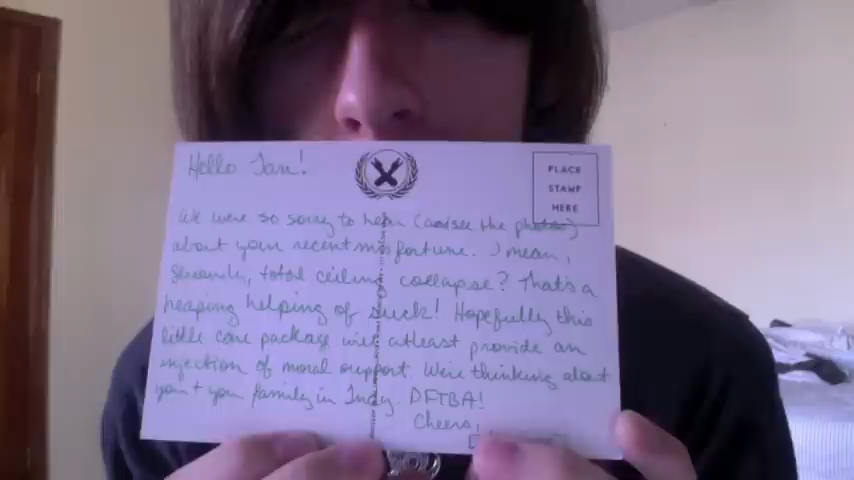 Hello Ian!
PLACE
STAMP
HERE
We were so sorry to hear (and see the photos)
about your recent misfortune. I mean,
seriously, total ceiling collapse? That's a
heaping helping of suck! Hopefully this
little care package will atleast provide an
injection of moral support. We're thinking about
you + your family in Indy. DFTBA!
Cheers,